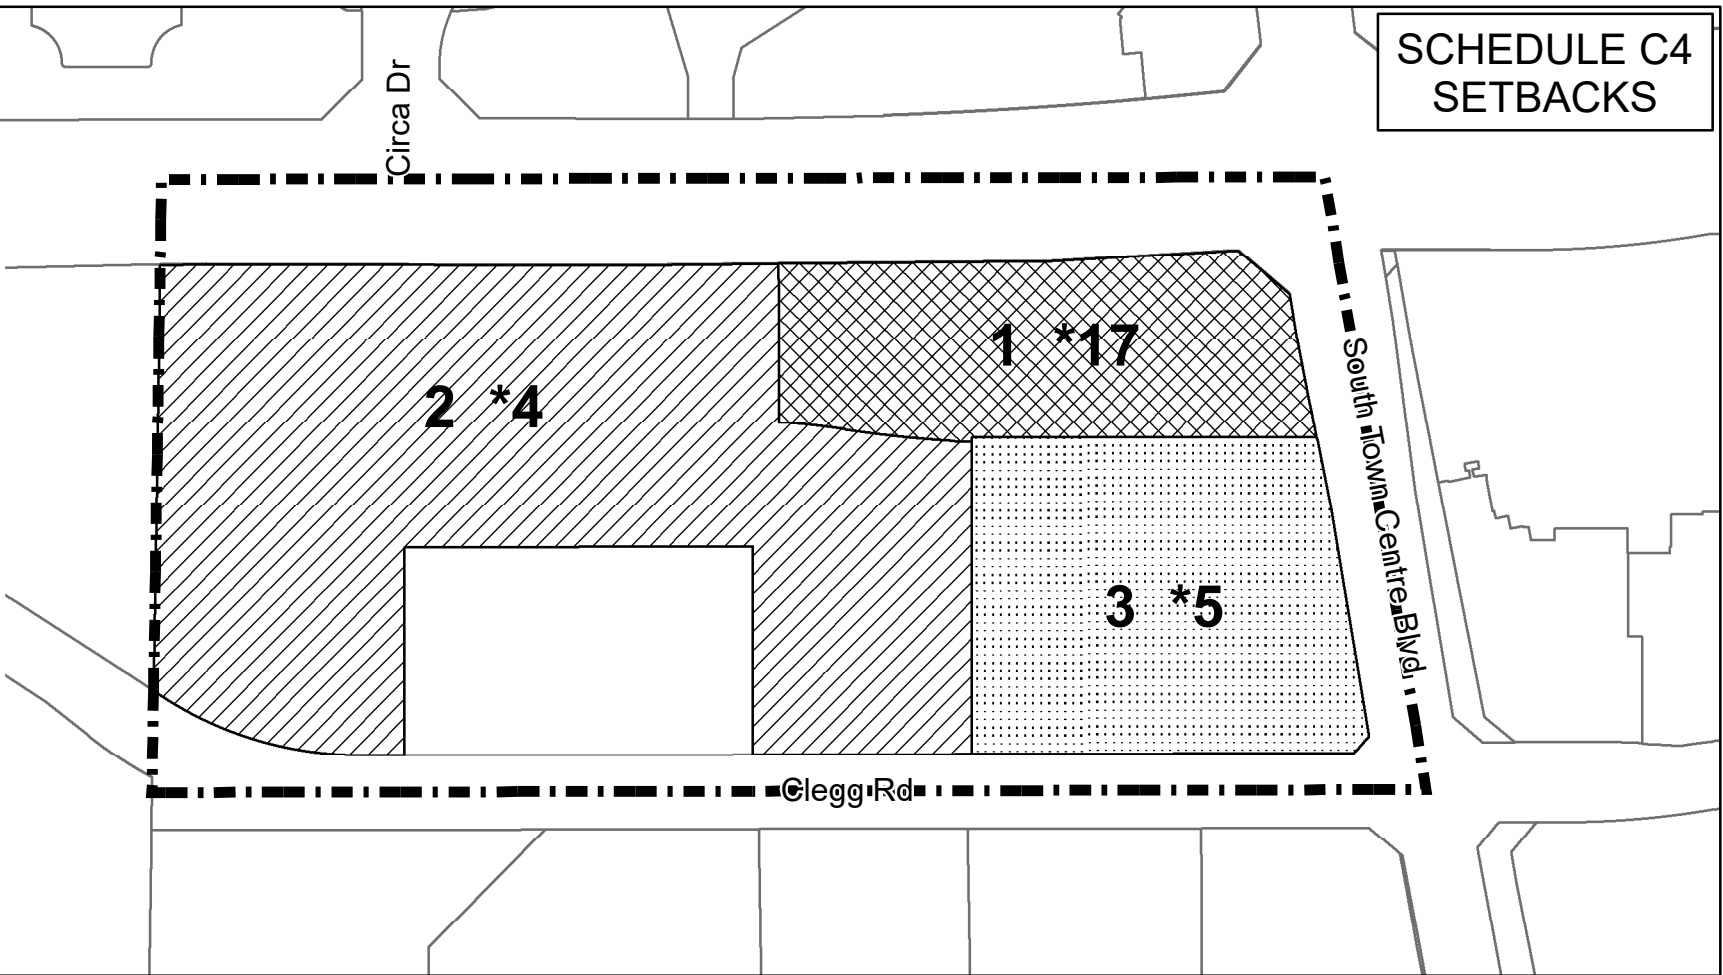 SCHEDULE C4
SETBACKS
Circa Dr
1 *17
South Town Centre Blvd
2 *4
3 *5
Clegg Rd